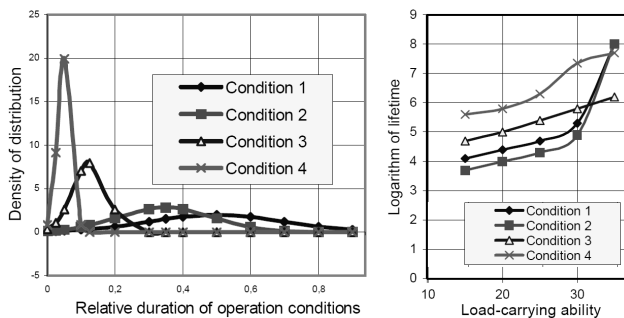 25
20
15
10
5
0
-5
0 0,2 0,4 0,6 0,8
Density of distribution
Relative duration of operation conditions
Condition 1
Condition 2
Condition 3
Condition 4
9
8
7
6
5
4
3
2
1
0
10 20 30
Logarithm of lifetime
Load-carrying ability
Condition 1
Condition 2
Condition 3
Condition 4